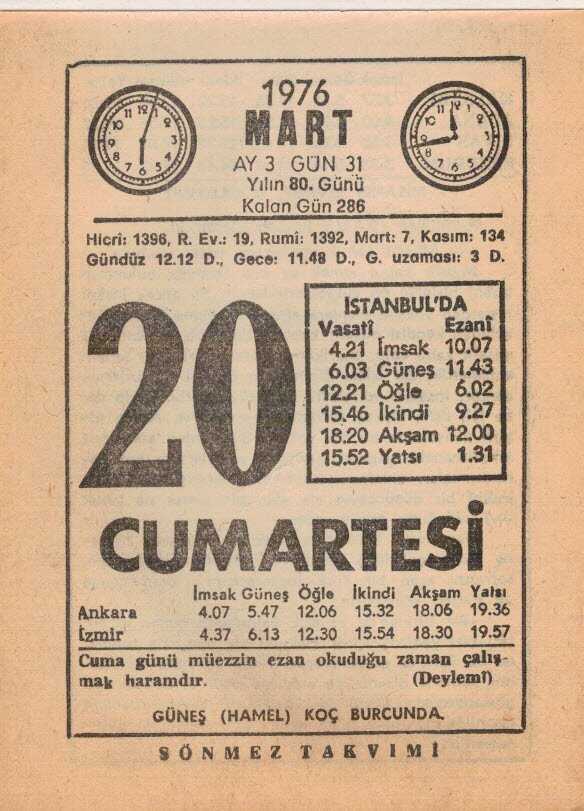 1976
MART
AY 3 GÜN 31
Yılın 80. Günü
Kalan Gün 286
Hicrî: 1396, R. Ev.: 19, Rumî: 1392, Mart: 7, Kasım: 134
Gündüz 12.12 D., Gece: 11.48 D., G. uzaması: 3 D.
20
İSTANBUL'DA
Vasatî Ezanî
4.21 İmsak 10.07
6.03 Güneş 11.43
12.21 Öğle 6.02
15.46 İkindi 9.27
18.20 Akşam 12.00
15.52 Yatsı 1.31
CUMARTESİ
İmsak Güneş Öğle İkindi Akşam Yatsı
Ankara 4.07 5.47 12.06 15.32 18.06 19.36
İzmir 4.37 6.13 12.30 15.54 18.30 19.57
Cuma günü müezzin ezan okuduğu zaman çalış-
mak haramdır. (Deylemî)
GÜNEŞ (HAMEL) KOÇ BURCUNDA.
SÖNMEZ TAKVİMİ